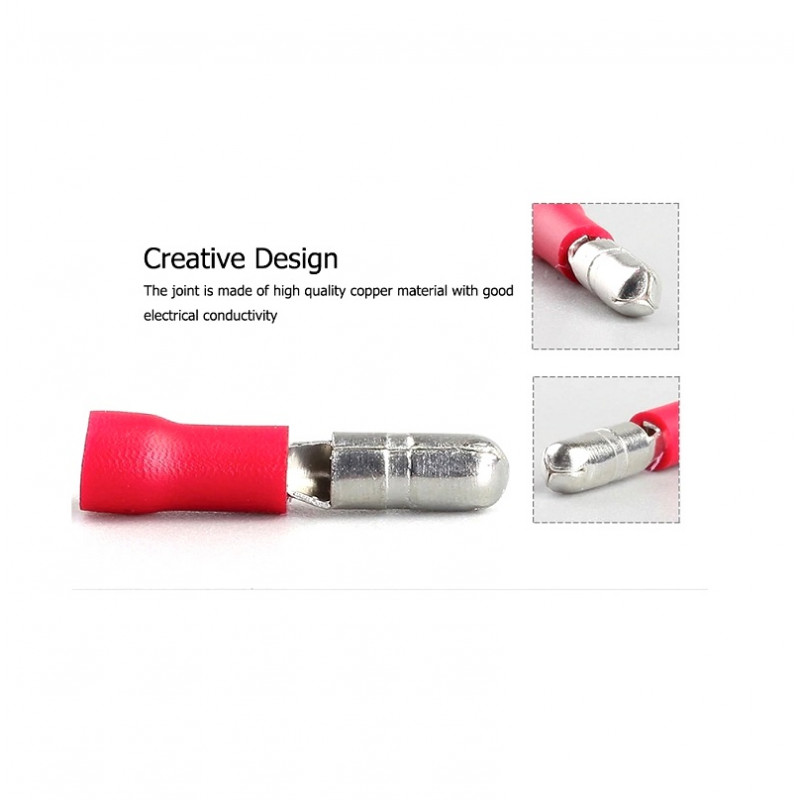 Creative Design
The joint is made of high quality copper material with good
electrical conductivity